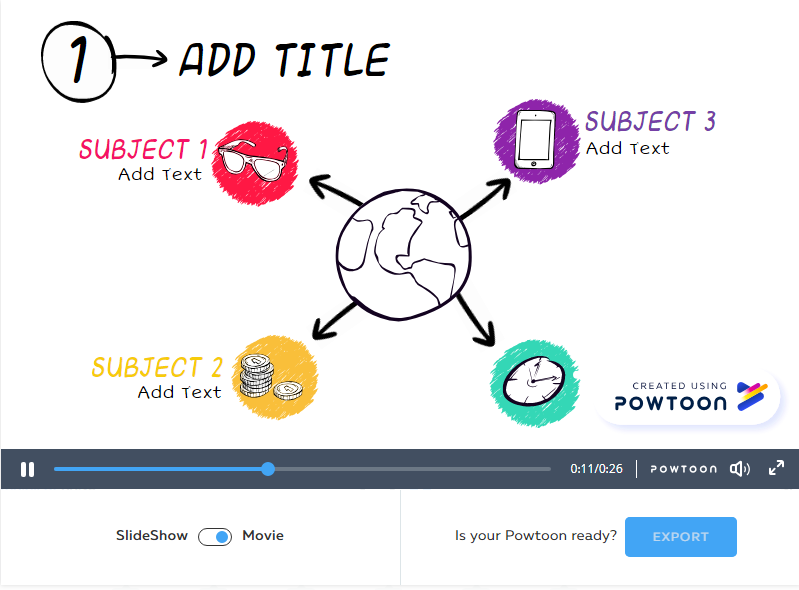 1 ADD TITLE
SUBJECT 1
Add Text
SUBJECT 3
Add Text
SUBJECT 2
Add Text
CREATED USING
POWTOON
0:11/0:26 POWTOON
SlideShow Movie
Is your Powtoon ready? EXPORT